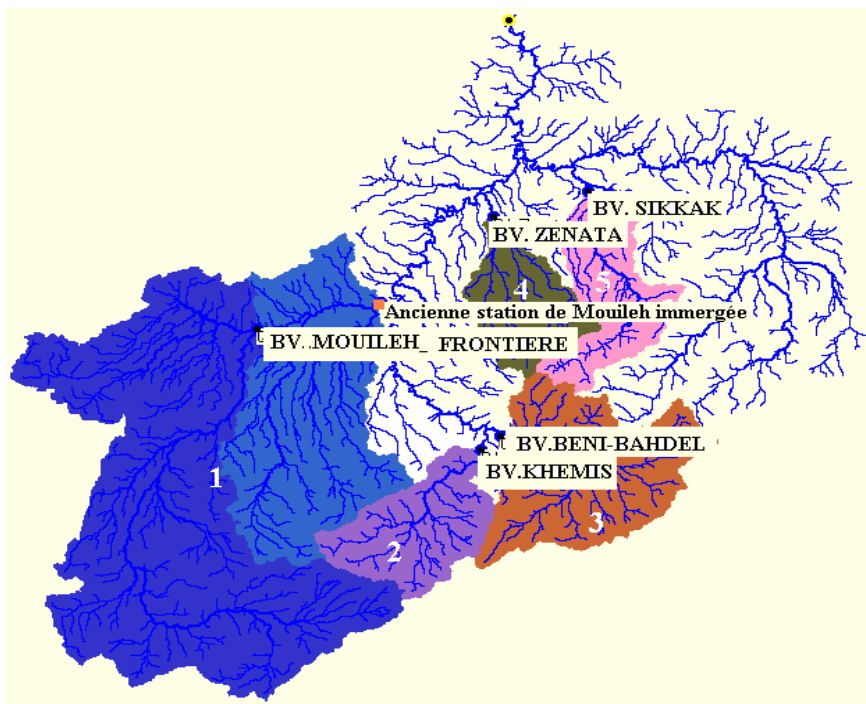 BV. SIKKAK
BV. ZENATA
5
4
Ancienne station de Mouileh immergée
BV..MOUILEH_ FRONTIERE
BV.BENI-BAHDEL
BV.KHEMIS
1
2
3